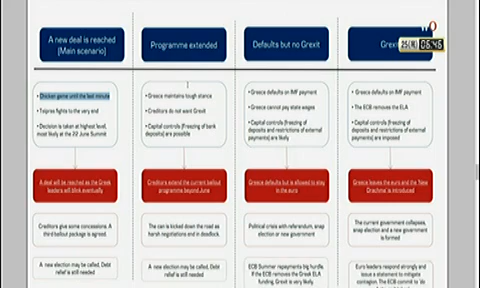 A new deal is reached
[Main scenario]
Programme extended
Defaults but no Grexit
Grex
25(목) 06:45
• Chicken game until the last minute
• Tsipras fights to the very end
• Decision is taken at highest level,
most likely at the 22 June Summit
• Greece maintains tough stance
• Creditors do not want Grexit
• Capital controls (freezing of bank
deposits) are possible
• Greece defaults on IMF payment
• Greece cannot pay state wages
• Capital controls (freezing of
deposits and restrictions of external
payments) are likely
• Greece defaults on IMF payment
• The ECB removes the ELA
• Capital controls (freezing of
deposits and restrictions of external
payments) are imposed
A deal will be reached as the Greek
leaders will blink eventually
Creditors extend the current bailout
programme beyond June
Greece defaults but is allowed to stay in
the euro
Greece leaves the euro and the 'New
Drachma' is introduced
Creditors give some concessions. A
third bailout package is agreed.
The can is kicked down the road as
harsh negotiations end in deadlock.
Political crisis with referendum, snap
election or new government
The current government collapses,
snap election and a new government
is formed
A new election may be called, Debt
relief is still needed
A new election may be called, Debt
relief is still needed
ECB Summer repayments big hurdle. If
the ECB removes the ELA
funding, Grexit is very likely.
Euro leaders respond strongly and
issue a statement to mitigate
contagion. The ECB commit to 'do